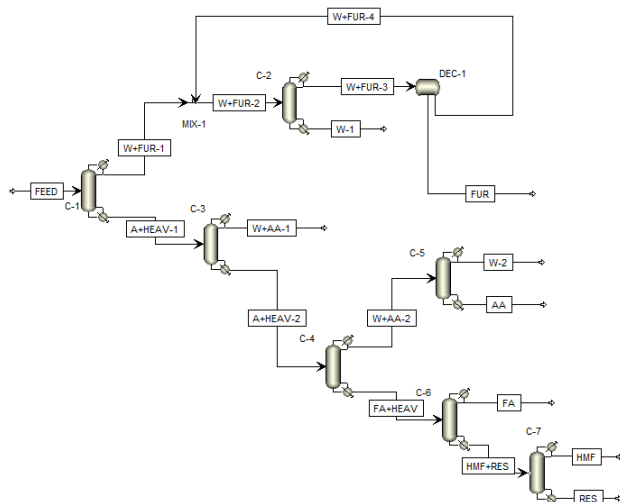 W+FUR-4
C-2
W+FUR-3
DEC-1
W+FUR-2
MIX-1
W-1
W+FUR-1
FEED
C-1
FUR
C-3
A+HEAV-1
W+AA-1
C-5
W-2
AA
A+HEAV-2
W+AA-2
C-4
C-6
FA+HEAV
FA
C-7
HMF+RES
HMF
RES